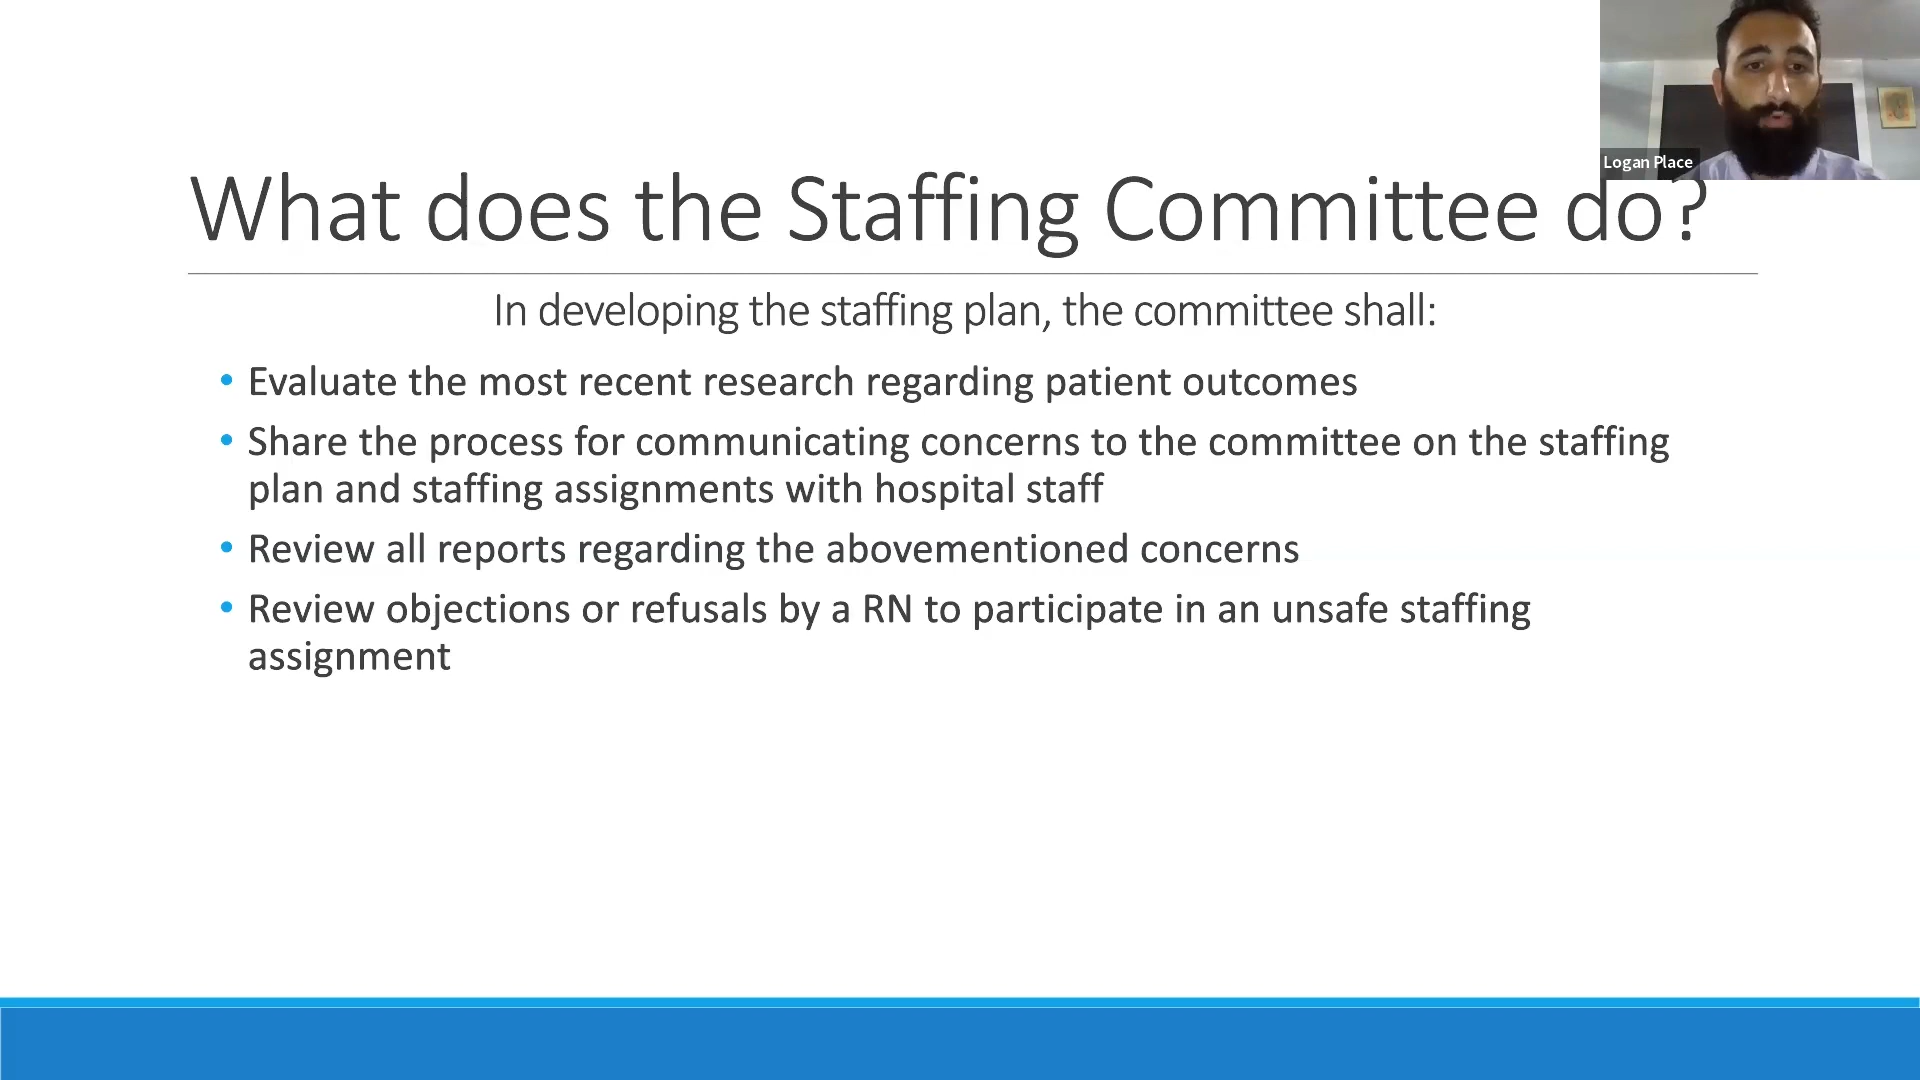 Logan Place
What does the Staffing Committee do?
In developing the staffing plan, the committee shall:
• Evaluate the most recent research regarding patient outcomes
• Share the process for communicating concerns to the committee on the staffing
plan and staffing assignments with hospital staff
• Review all reports regarding the abovementioned concerns
• Review objections or refusals by a RN to participate in an unsafe staffing
assignment